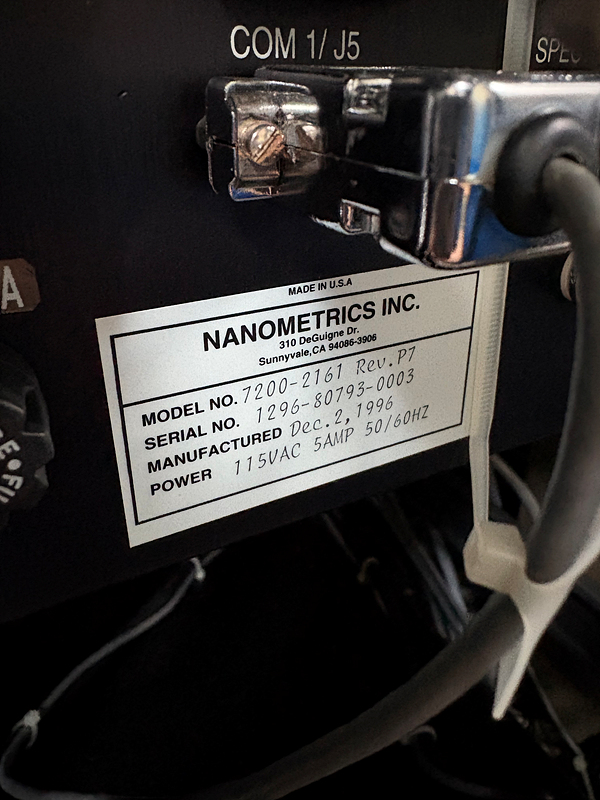 COM 1/ J5
SPEC
A
MADE IN U.S.A
NANOMETRICS INC.
310 DeGuigne Dr.
Sunnyvale,CA 94086-3906
MODEL NO. 7200-2161 Rev.P7
SERIAL NO. 1296-80793-0003
MANUFACTURED Dec.2,1996
POWER 115VAC 5AMP 50/60HZ